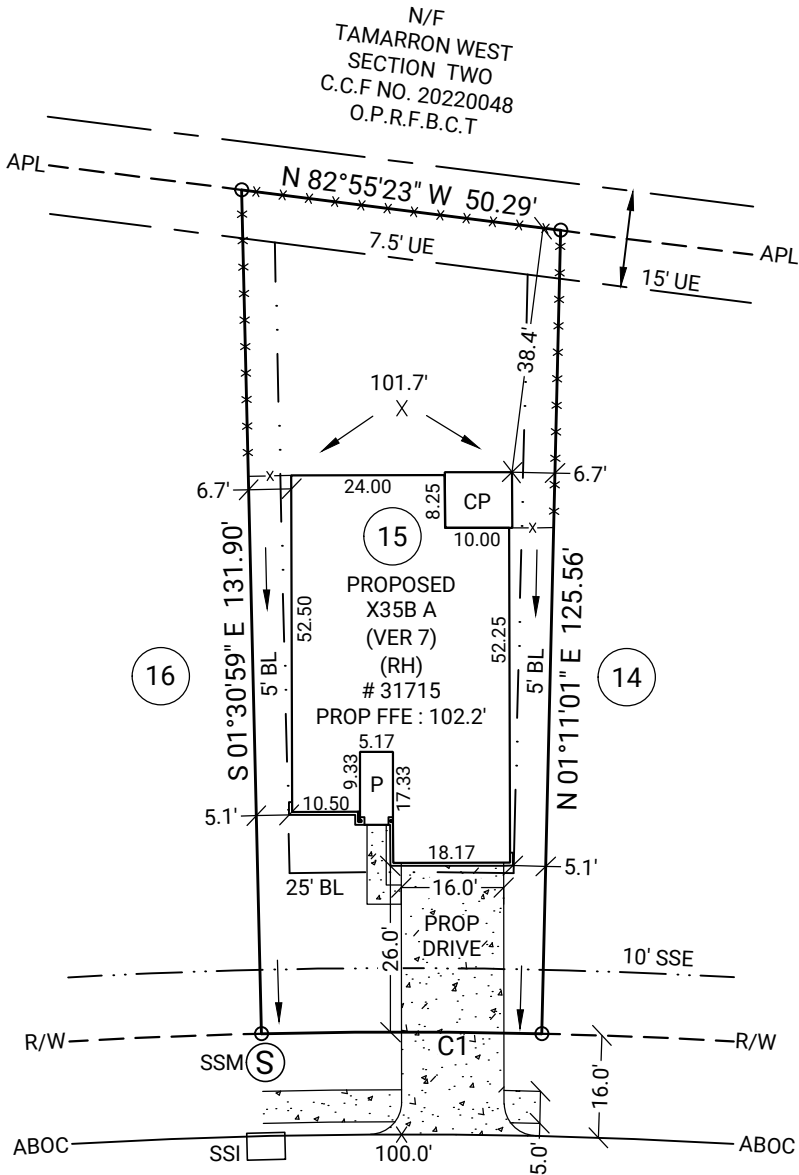 N/F
TAMARRON WEST
SECTION TWO
C.C.F NO. 20220048
O.P.R.F.B.C.T
APL
N 82°55'23" W 50.29'
APL
7.5' UE
15' UE
38.4'
101.7'
X
6.7'
24.00
8.25
CP
6.7'
10.00
15
PROPOSED
X35B A
(VER 7)
(RH)
# 31715
PROP FFE : 102.2'
S 01°30'59" E 131.90'
N 01°11'01" E 125.56'
52.50
52.25
16
5' BL
5' BL
14
5.17
9.33
P
17.33
5.1'
10.50
18.17
5.1'
25' BL
16.0'
PROP
DRIVE
26.0'
10' SSE
R/W
C1
R/W
SSM
S
16.0'
ABOC
SSI
100.0'
5.0'
ABOC